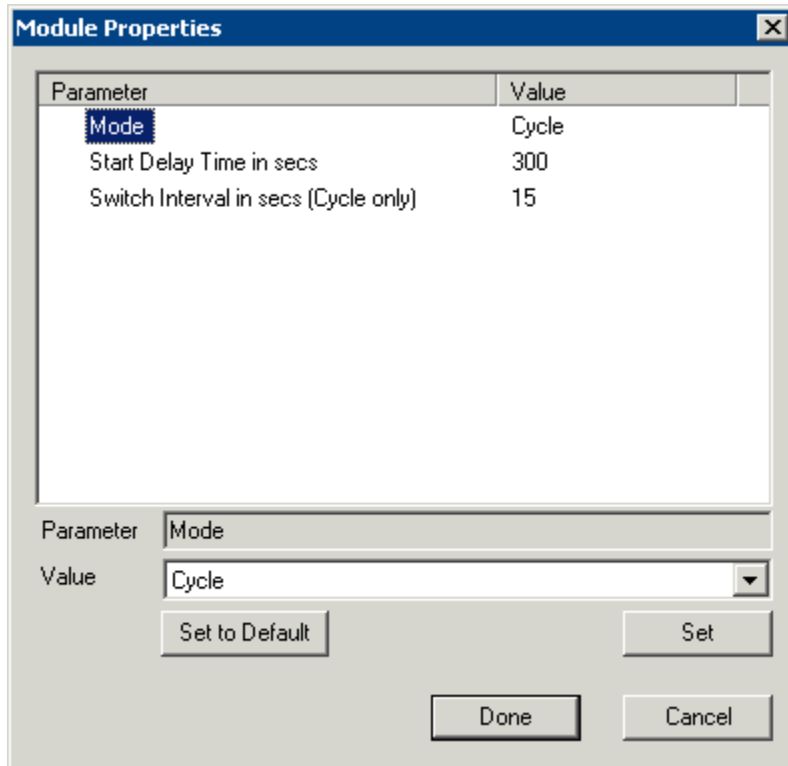 Module Properties
Parameter Value
Mode Cycle
Start Delay Time in secs 300
Switch Interval in secs (Cycle only) 15
Parameter Mode
Value Cycle
Set to Default Set
Done Cancel